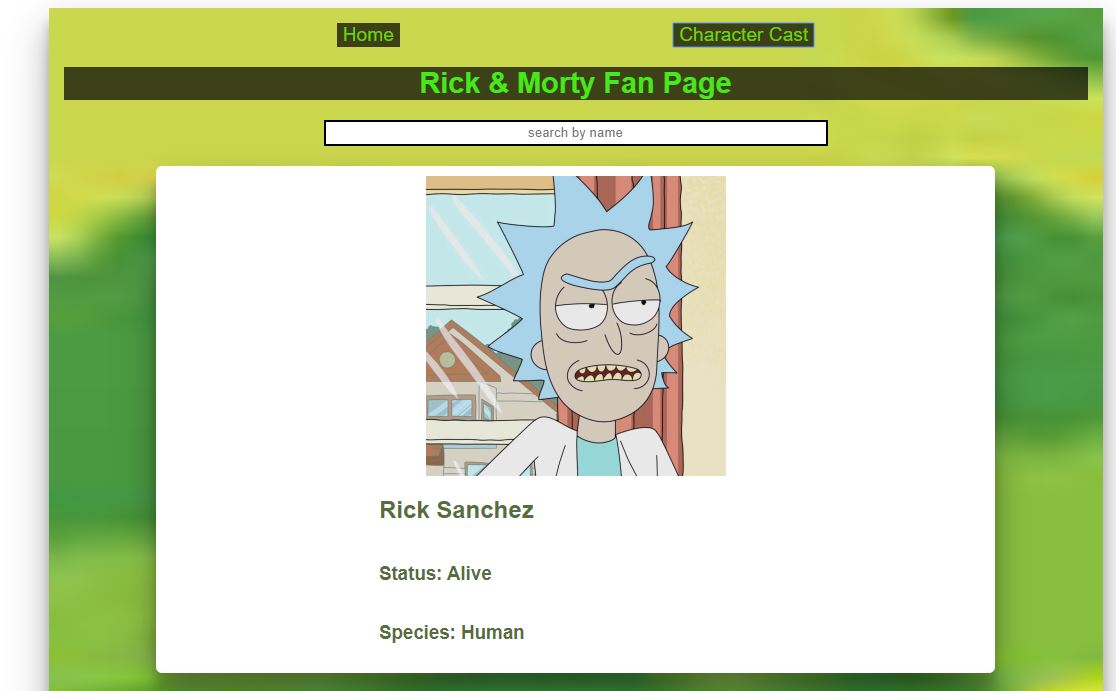 Home
Character Cast
Rick & Morty Fan Page
search by name
Rick Sanchez
Status: Alive
Species: Human